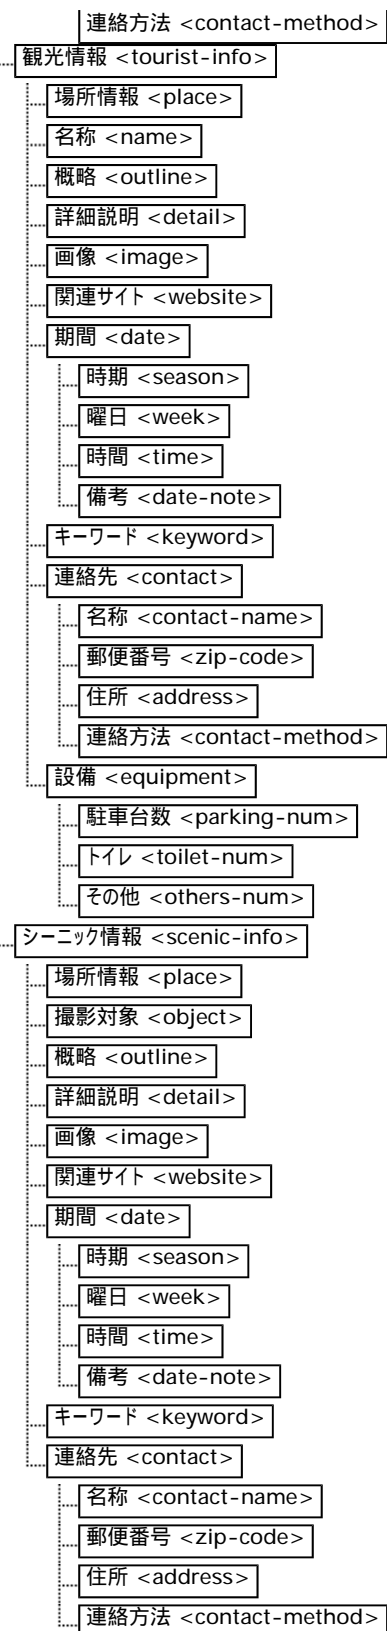 連絡方法 <contact-method>
観光情報 <tourist-info>
場所情報 <place>
名称 <name>
概略 <outline>
詳細説明 <detail>
画像 <image>
関連サイト <website>
期間 <date>
時期 <season>
曜日 <week>
時間 <time>
備考 <date-note>
キーワード <keyword>
連絡先 <contact>
名称 <contact-name>
郵便番号 <zip-code>
住所 <address>
連絡方法 <contact-method>
設備 <equipment>
駐車台数 <parking-num>
トイレ <toilet-num>
その他 <others-num>
シーニック情報 <scenic-info>
場所情報 <place>
撮影対象 <object>
概略 <outline>
詳細説明 <detail>
画像 <image>
関連サイト <website>
期間 <date>
時期 <season>
曜日 <week>
時間 <time>
備考 <date-note>
キーワード <keyword>
連絡先 <contact>
名称 <contact-name>
郵便番号 <zip-code>
住所 <address>
連絡方法 <contact-method>